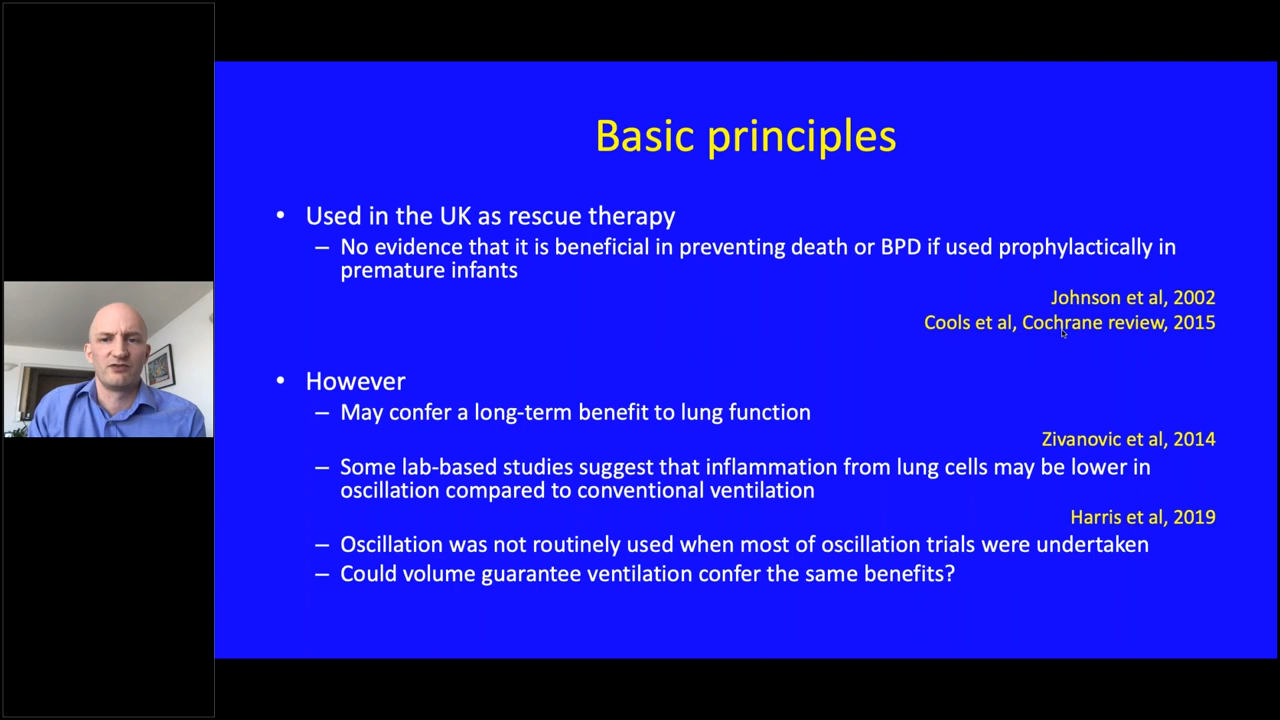 Basic principles
• Used in the UK as rescue therapy
– No evidence that it is beneficial in preventing death or BPD if used prophylactically in
premature infants
Johnson et al, 2002
Cools et al, Cochrane review, 2015
• However
– May confer a long-term benefit to lung function
Zivanovic et al, 2014
– Some lab-based studies suggest that inflammation from lung cells may be lower in
oscillation compared to conventional ventilation
Harris et al, 2019
– Oscillation was not routinely used when most of oscillation trials were undertaken
– Could volume guarantee ventilation confer the same benefits?